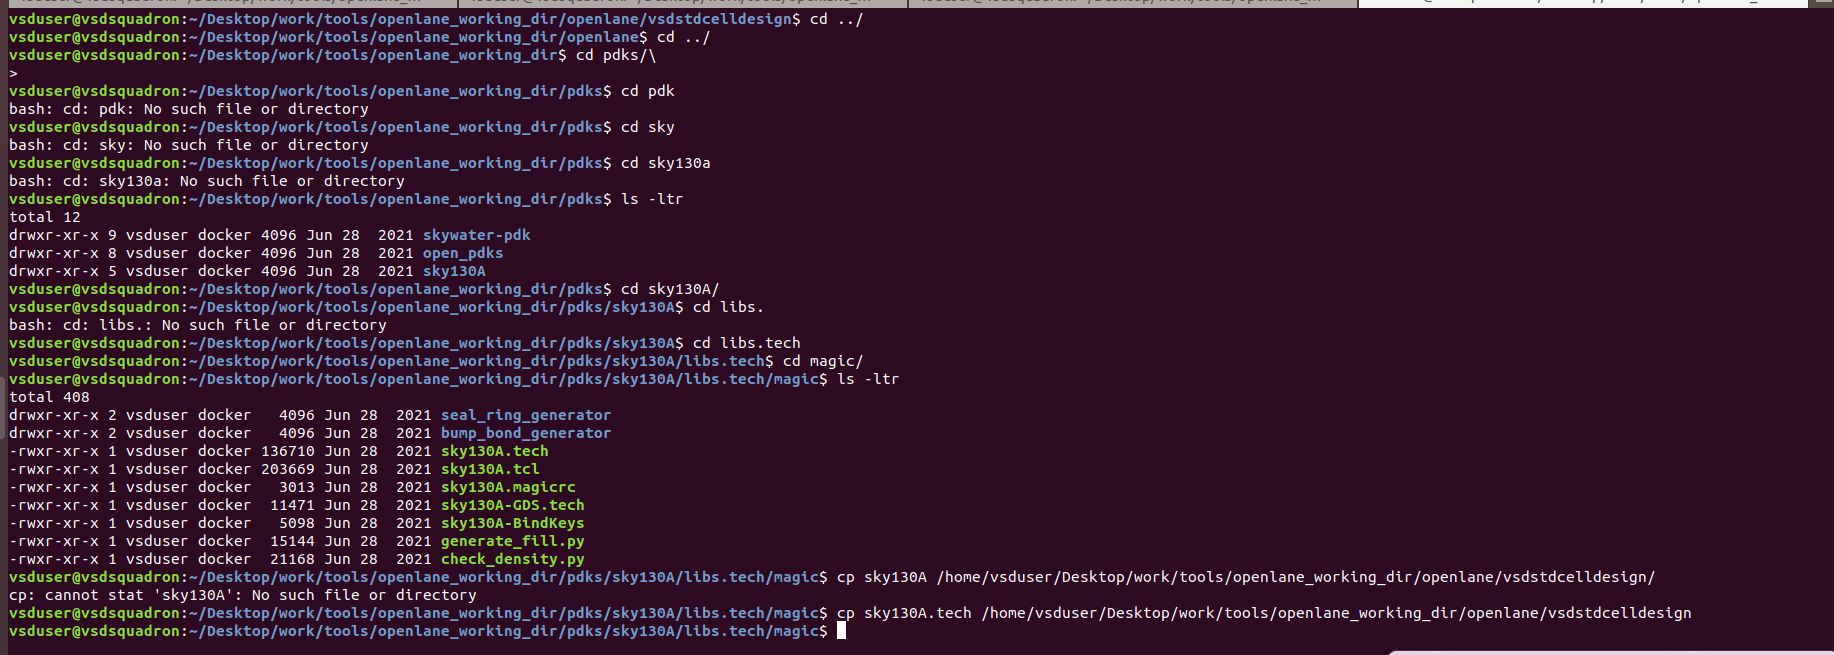 vsduser@vsdsquadron:~/Desktop/work/tools/openlane_working_dir/openlane/vsdstdcelldesign$ cd ../
vsduser@vsdsquadron:~/Desktop/work/tools/openlane_working_dir/openlane$ cd ../
vsduser@vsdsquadron:~/Desktop/work/tools/openlane_working_dir$ cd pdks/\
>
vsduser@vsdsquadron:~/Desktop/work/tools/openlane_working_dir/pdks$ cd pdk
bash: cd: pdk: No such file or directory
vsduser@vsdsquadron:~/Desktop/work/tools/openlane_working_dir/pdks$ cd sky
bash: cd: sky: No such file or directory
vsduser@vsdsquadron:~/Desktop/work/tools/openlane_working_dir/pdks$ cd sky130a
bash: cd: sky130a: No such file or directory
vsduser@vsdsquadron:~/Desktop/work/tools/openlane_working_dir/pdks$ ls -ltr
total 12
drwxr-xr-x 9 vsduser docker 4096 Jun 28  2021 skywater-pdk
drwxr-xr-x 8 vsduser docker 4096 Jun 28  2021 open_pdks
drwxr-xr-x 5 vsduser docker 4096 Jun 28  2021 sky130A
vsduser@vsdsquadron:~/Desktop/work/tools/openlane_working_dir/pdks$ cd sky130A/
vsduser@vsdsquadron:~/Desktop/work/tools/openlane_working_dir/pdks/sky130A$ cd libs.
bash: cd: libs.: No such file or directory
vsduser@vsdsquadron:~/Desktop/work/tools/openlane_working_dir/pdks/sky130A$ cd libs.tech
vsduser@vsdsquadron:~/Desktop/work/tools/openlane_working_dir/pdks/sky130A/libs.tech$ cd magic/
vsduser@vsdsquadron:~/Desktop/work/tools/openlane_working_dir/pdks/sky130A/libs.tech/magic$ ls -ltr
total 408
drwxr-xr-x 2 vsduser docker   4096 Jun 28  2021 seal_ring_generator
drwxr-xr-x 2 vsduser docker   4096 Jun 28  2021 bump_bond_generator
-rwxr-xr-x 1 vsduser docker 136710 Jun 28  2021 sky130A.tech
-rwxr-xr-x 1 vsduser docker 203669 Jun 28  2021 sky130A.tcl
-rwxr-xr-x 1 vsduser docker   3013 Jun 28  2021 sky130A.magicrc
-rwxr-xr-x 1 vsduser docker  11471 Jun 28  2021 sky130A-GDS.tech
-rwxr-xr-x 1 vsduser docker   5098 Jun 28  2021 sky130A-BindKeys
-rwxr-xr-x 1 vsduser docker  15144 Jun 28  2021 generate_fill.py
-rwxr-xr-x 1 vsduser docker  21168 Jun 28  2021 check_density.py
vsduser@vsdsquadron:~/Desktop/work/tools/openlane_working_dir/pdks/sky130A/libs.tech/magic$ cp sky130A /home/vsduser/Desktop/work/tools/openlane_working_dir/openlane/vsdstdcelldesign/
cp: cannot stat 'sky130A': No such file or directory
vsduser@vsdsquadron:~/Desktop/work/tools/openlane_working_dir/pdks/sky130A/libs.tech/magic$ cp sky130A.tech /home/vsduser/Desktop/work/tools/openlane_working_dir/openlane/vsdstdcelldesign
vsduser@vsdsquadron:~/Desktop/work/tools/openlane_working_dir/pdks/sky130A/libs.tech/magic$